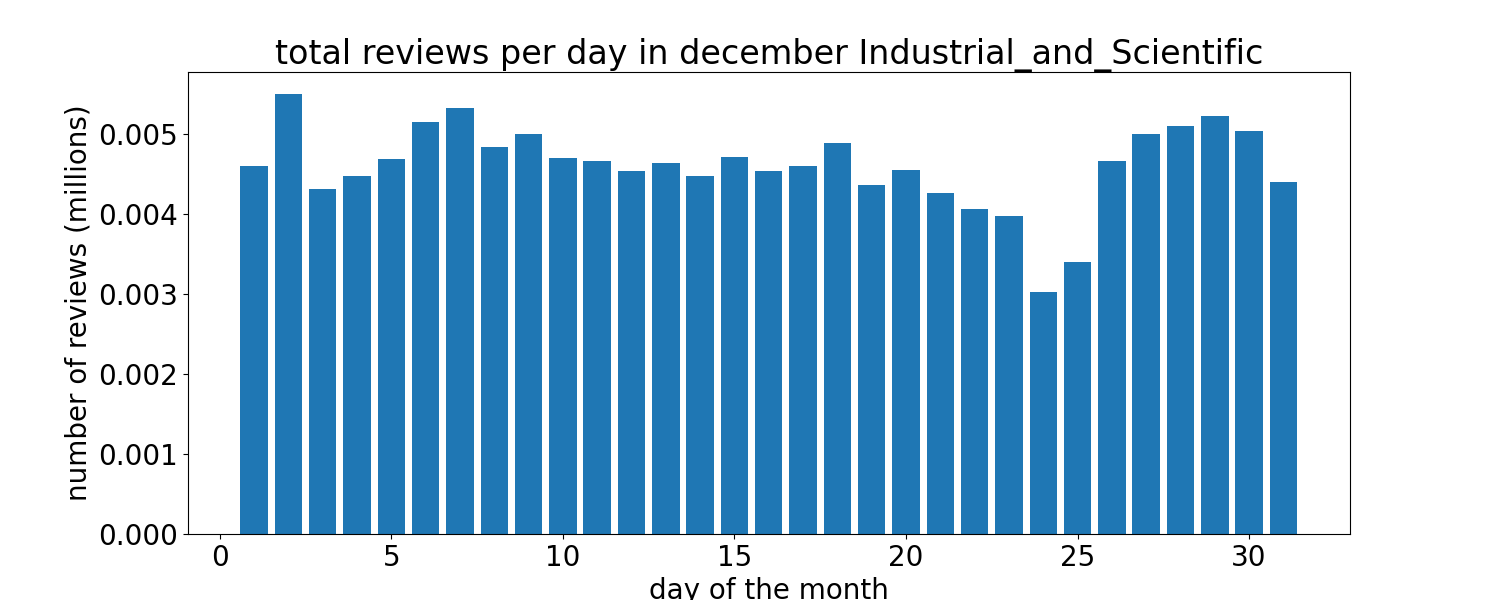 total reviews per day in december Industrial_and_Scientific
number of reviews (millions)
0.005
0.004
0.003
0.002
0.001
0.000
0 5 10 15 20 25 30
day of the month